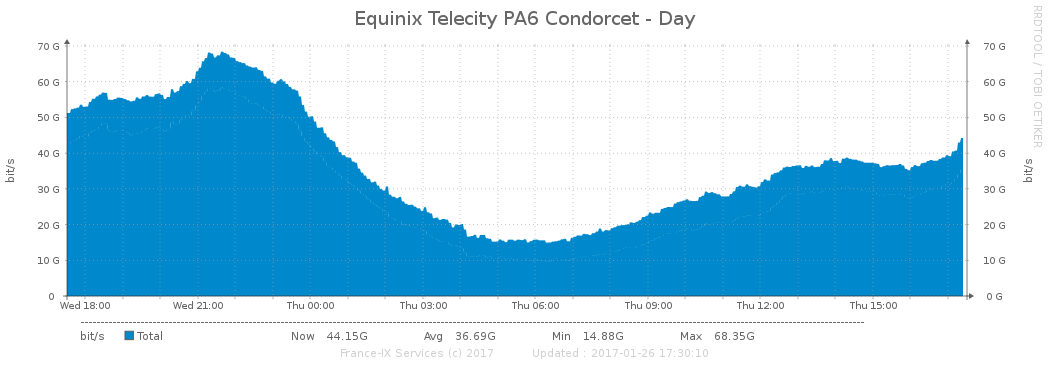 Equinix Telecity PA6 Condorcet - Day
RRDTOOL / TOBI OETIKER
bit/s
70 G
60 G
50 G
40 G
30 G
20 G
10 G
0
70 G
60 G
50 G
40 G
30 G
20 G
10 G
0 G
bit/s
Wed 18:00 Wed 21:00 Thu 00:00 Thu 03:00 Thu 06:00 Thu 09:00 Thu 12:00 Thu 15:00
bit/s Total Now 44.15G Avg 36.69G Min 14.88G Max 68.35G
France-IX Services (c) 2017 Updated : 2017-01-26 17:30:10